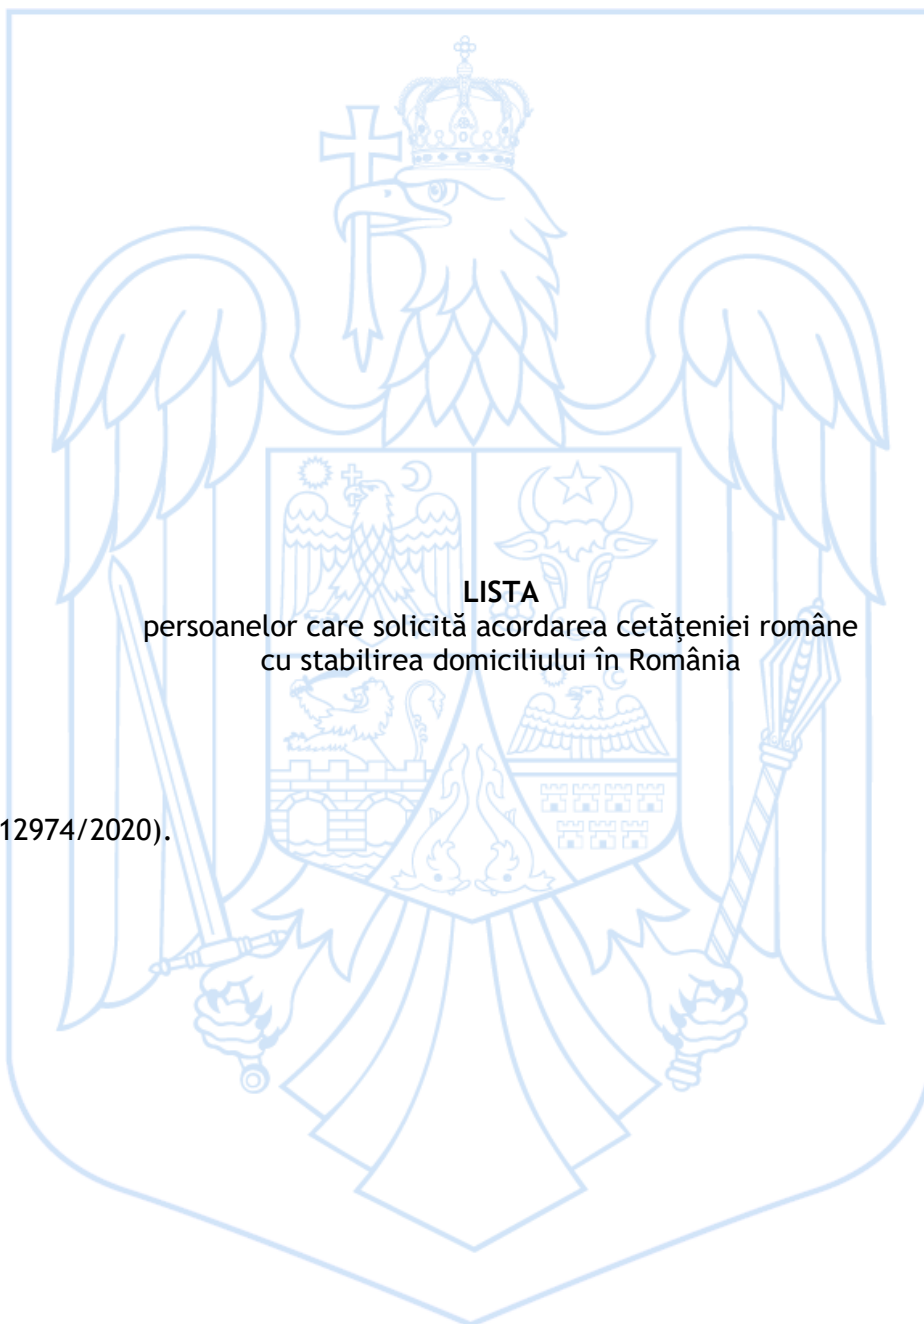 LISTA
persoanelor care solicită acordarea cetăţeniei române
cu stabilirea domiciliului în România
12974/2020).